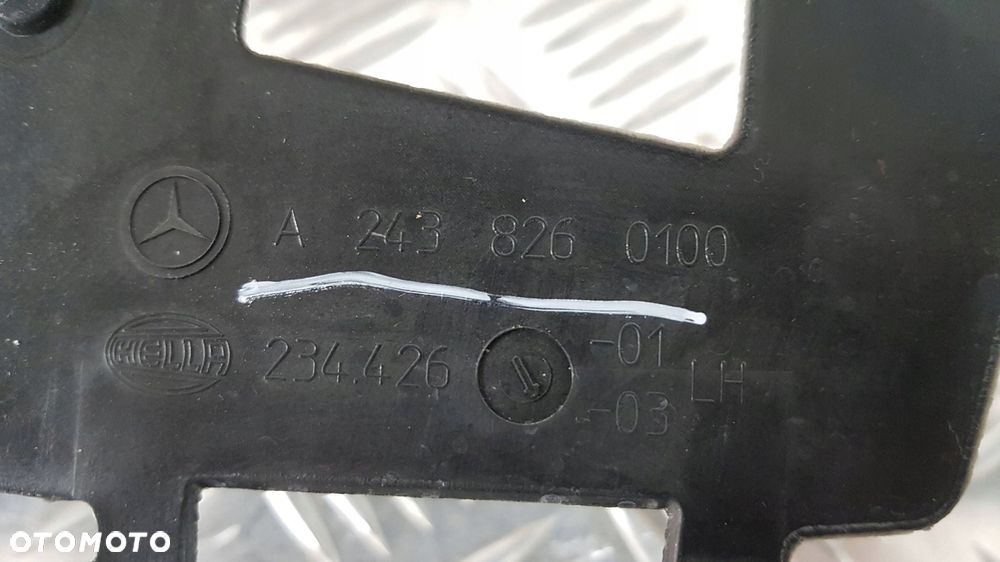 A 243 826 0100
HELLA 234.426 -01
-03 LH
OTOMOTO